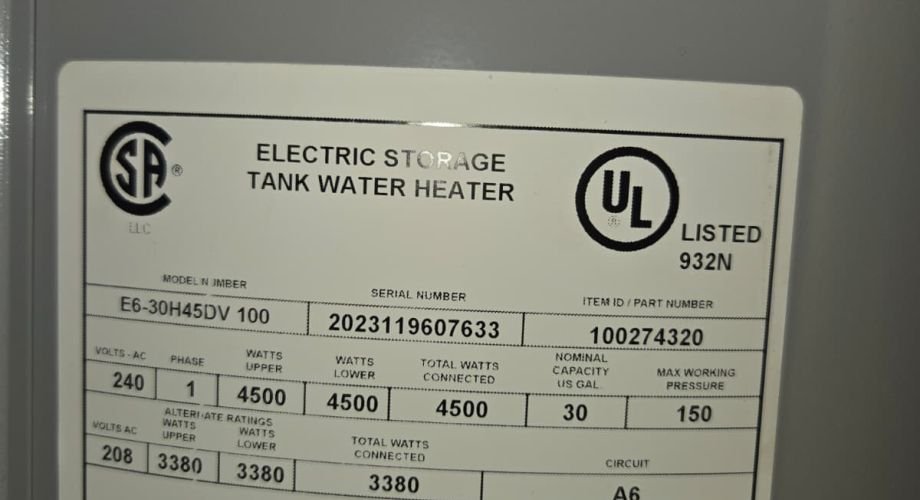 SA ®
LLC
ELECTRIC STORAGE
TANK WATER HEATER
UL
®
LISTED
932N
MODEL N JMBER
SERIAL NUMBER
ITEM ID / PART NUMBER
E6-30H45DV 100
2023119607633
100274320
VOLTS - AC
PHASE
WATTS
UPPER
WATTS
LOWER
TOTAL WATTS
CONNECTED
NOMINAL
CAPACITY
US GAL.
MAX WORKING
PRESSURE
240
1
4500
4500
4500
30
150
ALTERNATE RATINGS
VOLTS AC
WATTS
UPPER
WATTS
LOWER
TOTAL WATTS
CONNECTED
CIRCUIT
208
3380
3380
3380
A6